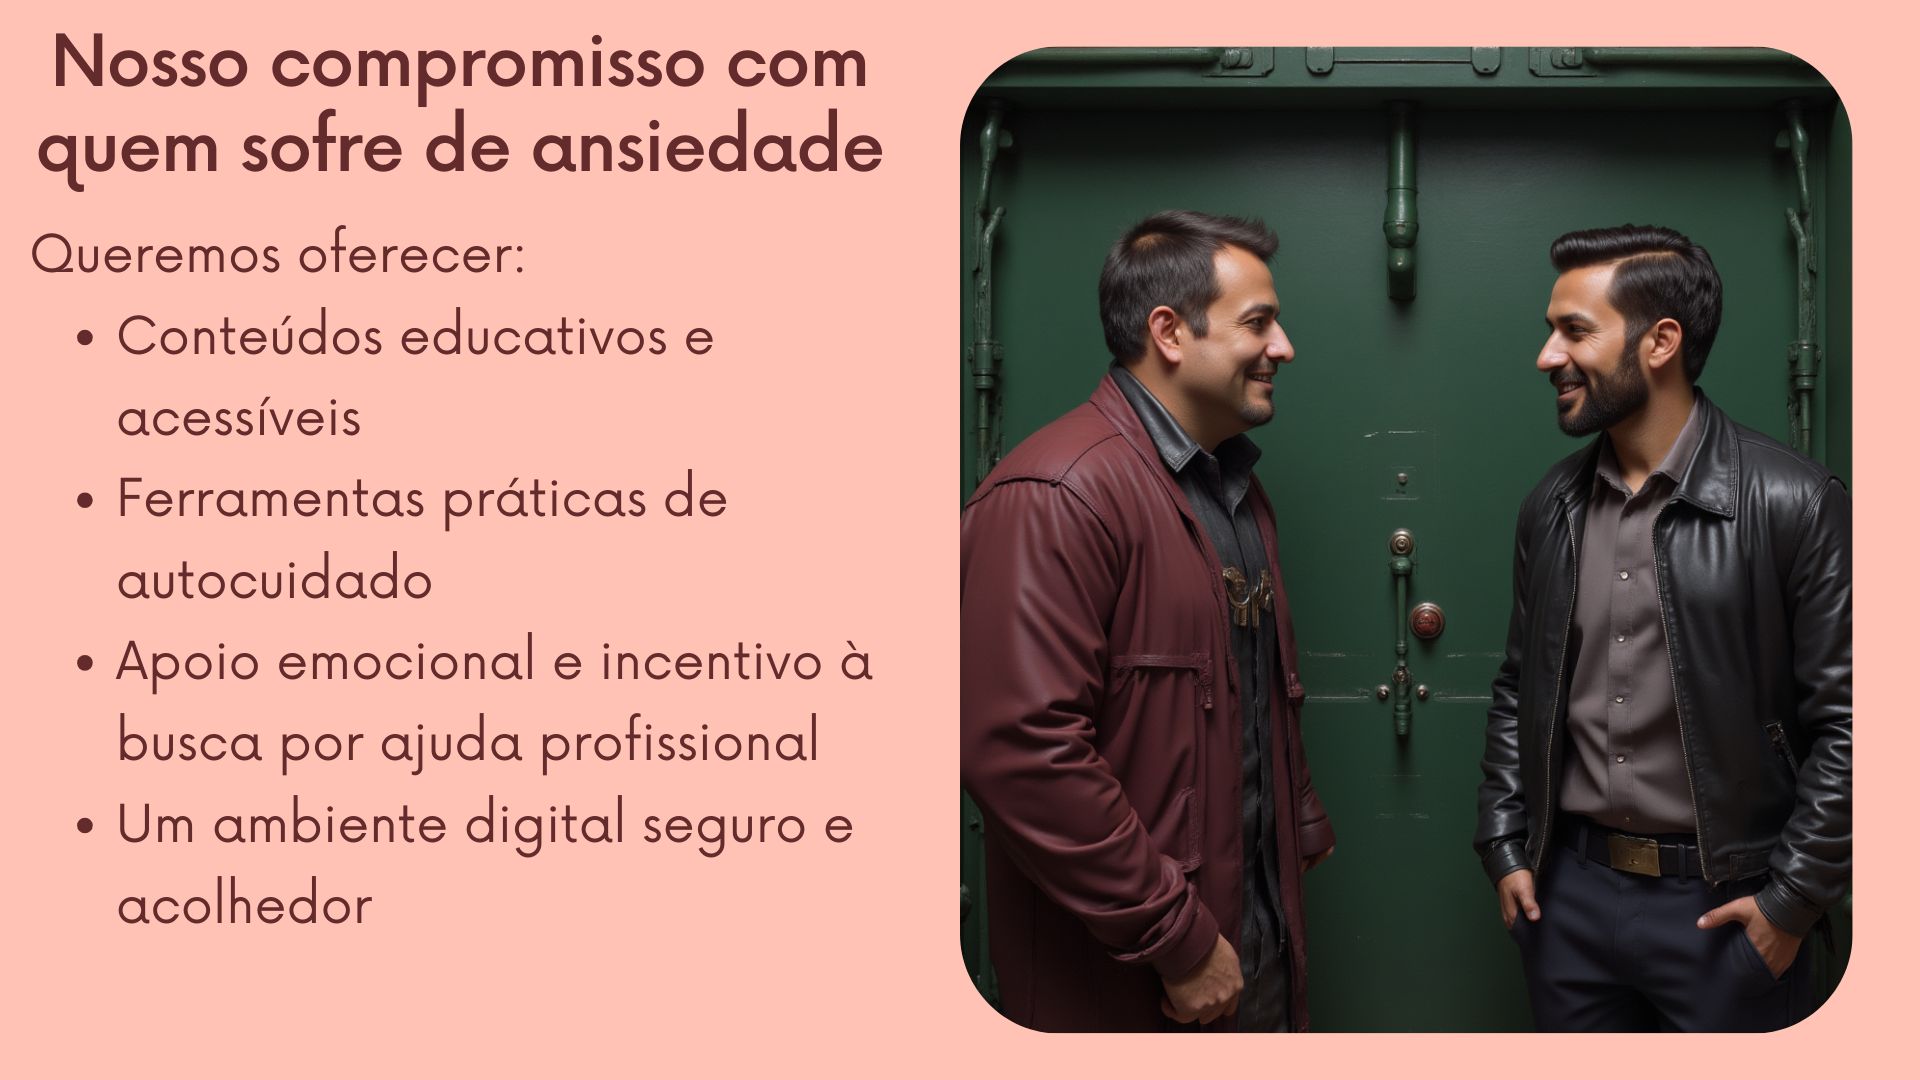 Nosso compromisso com
quem sofre de ansiedade
Queremos oferecer:
• Conteúdos educativos e
acessíveis
• Ferramentas práticas de
autocuidado
• Apoio emocional e incentivo à
busca por ajuda profissional
• Um ambiente digital seguro e
acolhedor